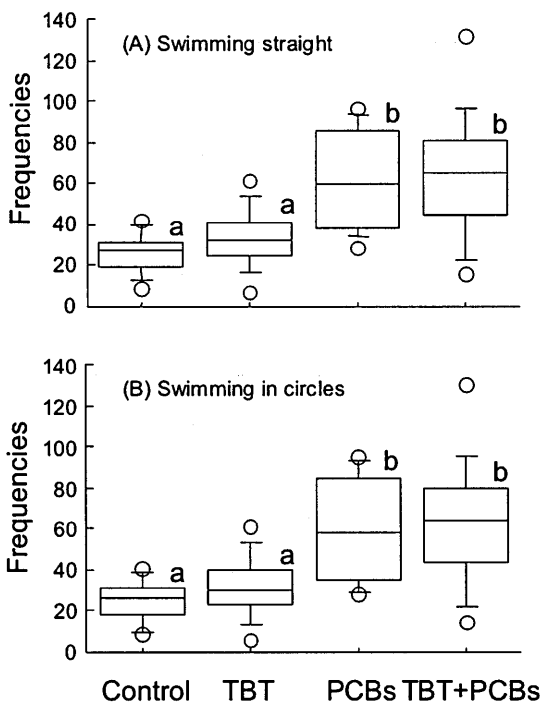 140
(A) Swimming straight
120
100
b
b
80
60
a
a
40
20
0
Frequencies
140
(B) Swimming in circles
120
100
b
b
80
60
a
a
40
20
0
Frequencies
Control TBT PCBs TBT+PCBs